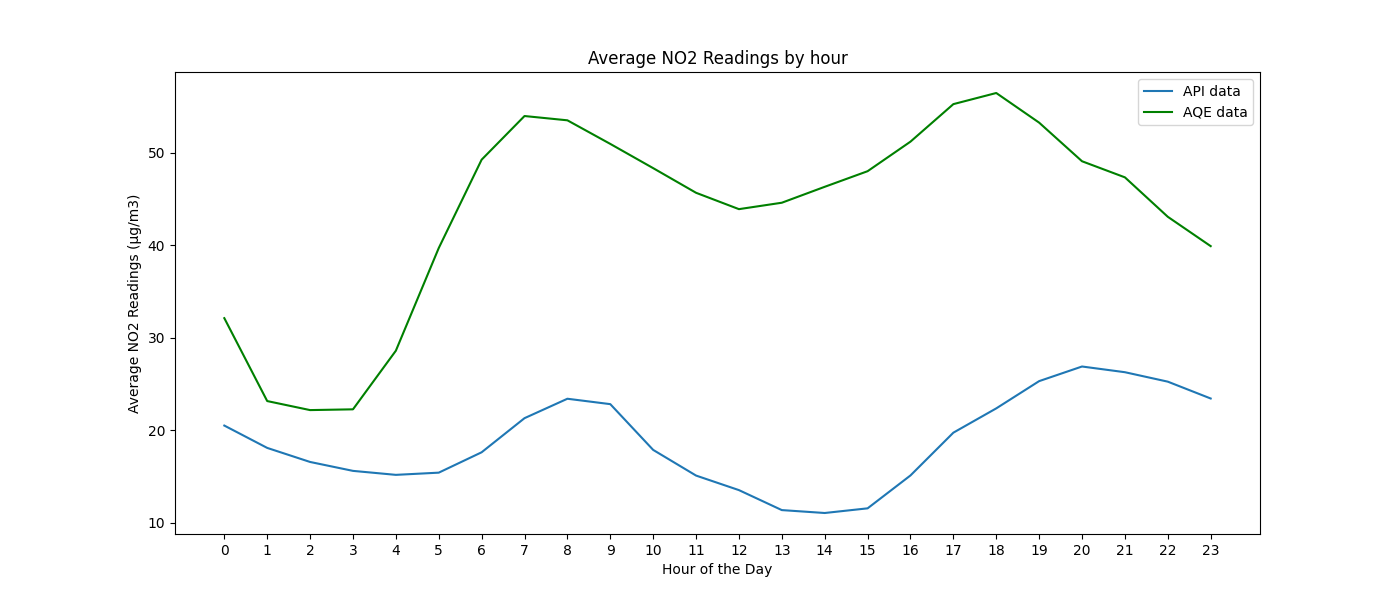 Average NO2 Readings by hour
API data
AQE data
Average NO2 Readings (µg/m3)
50
40
30
20
10
0 1 2 3 4 5 6 7 8 9 10 11 12 13 14 15 16 17 18 19 20 21 22 23
Hour of the Day